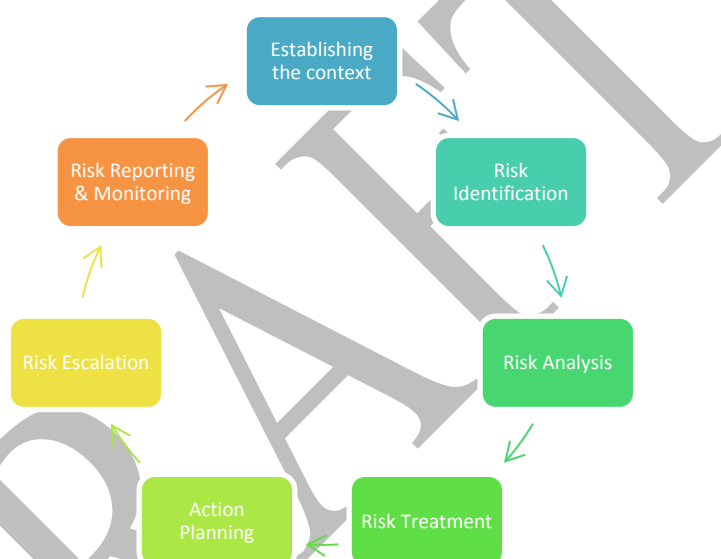 Establishing
the context
Risk
Identification
Risk Analysis
Risk Treatment
Action
Planning
Risk Escalation
Risk Reporting
& Monitoring